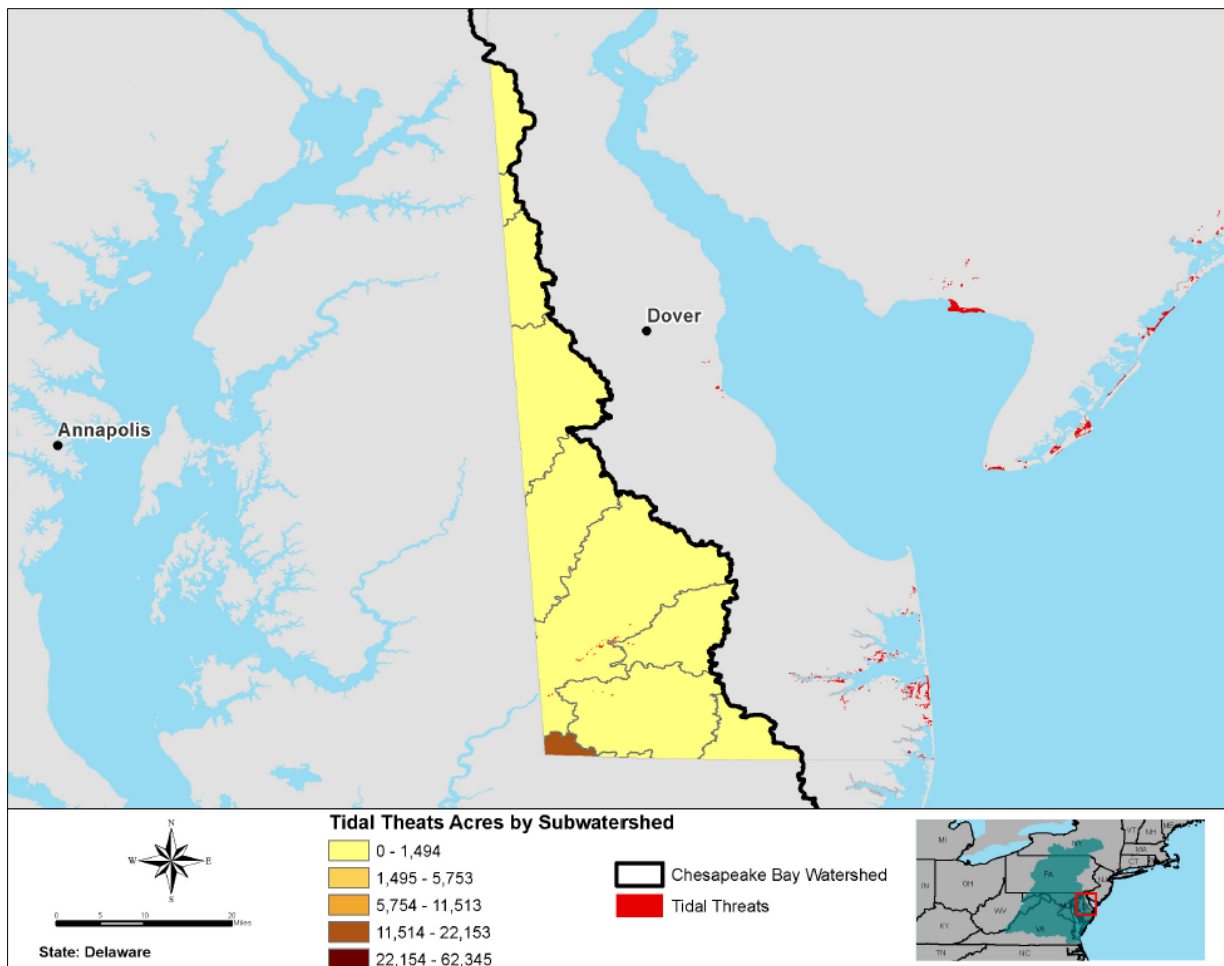 Dover
Annapolis
N
W E
S
0 5 10 20
Miles
State: Delaware
Tidal Theats Acres by Subwatershed
0 - 1,494
1,495 - 5,753
5,754 - 11,513
11,514 - 22,153
22,154 - 62,345
Chesapeake Bay Watershed
Tidal Threats
MI
NY
VT
NH
ME
MA
CT
IN
OH
PA
NJ
WV
KY
VA
TN
NC